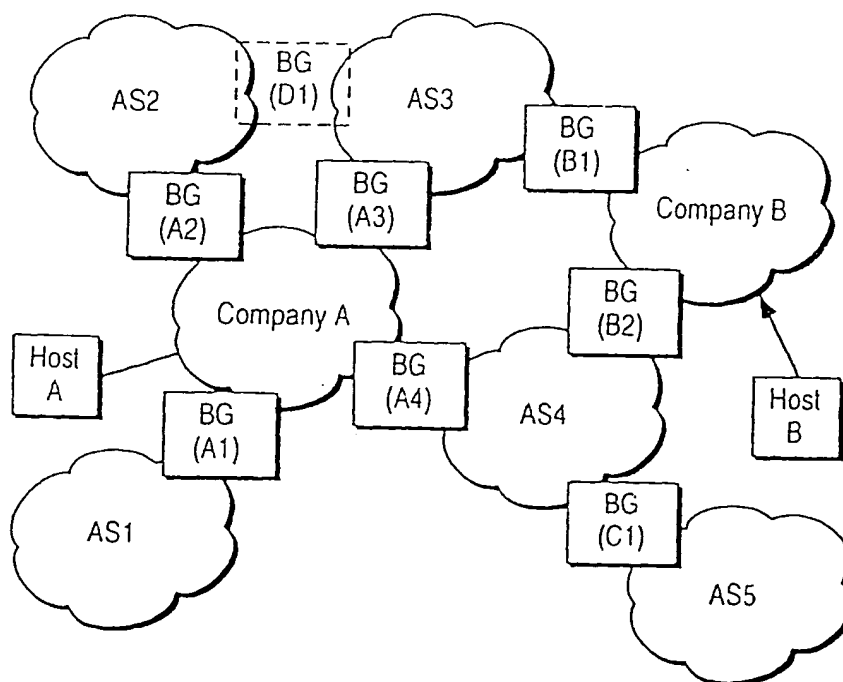 AS2
BG
(D1)
AS3
BG
(B1)
BG
(A2)
BG
(A3)
Company B
Company A
BG
(B2)
Host
A
BG
(A4)
BG
(A1)
AS4
Host
B
AS1
BG
(C1)
AS5